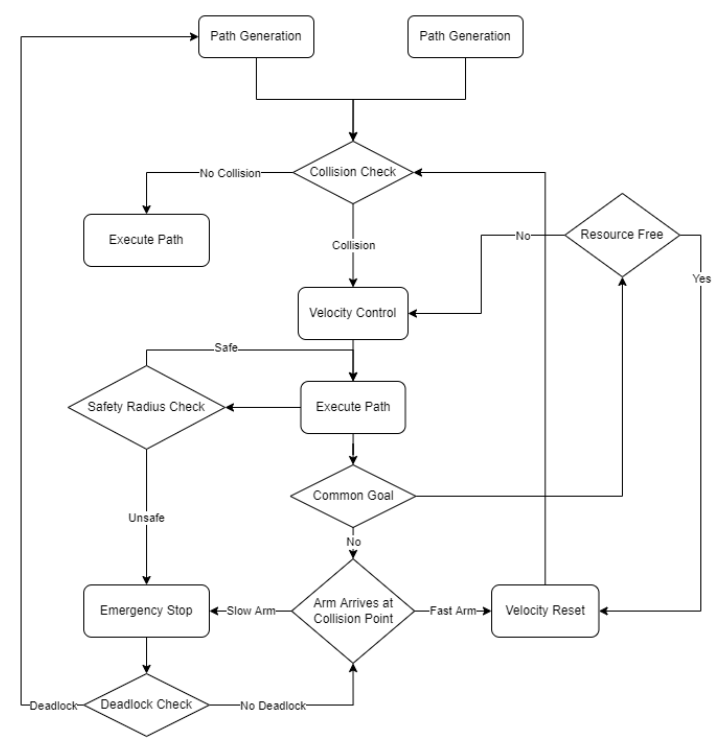 Path Generation
Path Generation
No Collision
Collision Check
Execute Path
Collision
No
Resource Free
Yes
Velocity Control
Safe
Safety Radius Check
Execute Path
Common Goal
Unsafe
No
Emergency Stop
Slow Arm
Arm Arrives at
Collision Point
Fast Arm
Velocity Reset
Deadlock
Deadlock Check
No Deadlock